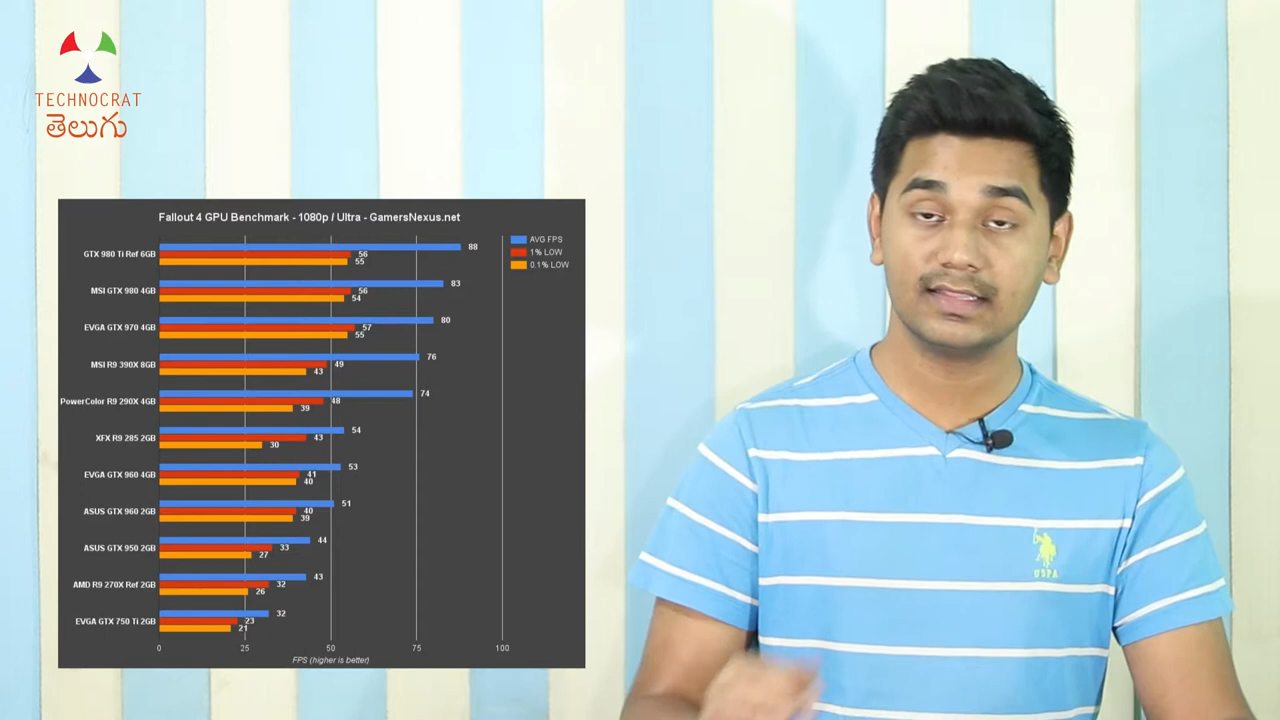 TECHNOCRAT
తెలుగు
Fallout 4 GPU Benchmark - 1080p / Ultra - GamersNexus.net
AVG FPS
1% LOW
0.1% LOW
GTX 980 Ti Ref 6GB 88 56 55
MSI GTX 980 4GB 83 56 54
EVGA GTX 970 4GB 80 57 55
MSI R9 390X 8GB 76 49 43
PowerColor R9 290X 4GB 74 48 39
XFX R9 285 2GB 54 43 30
EVGA GTX 960 4GB 53 41 40
ASUS GTX 960 2GB 51 40 39
ASUS GTX 950 2GB 44 33 27
AMD R9 270X Ref 2GB 43 32 26
EVGA GTX 750 Ti 2GB 32 23 21
0 25 50 75 100
FPS (higher is better)
USPA